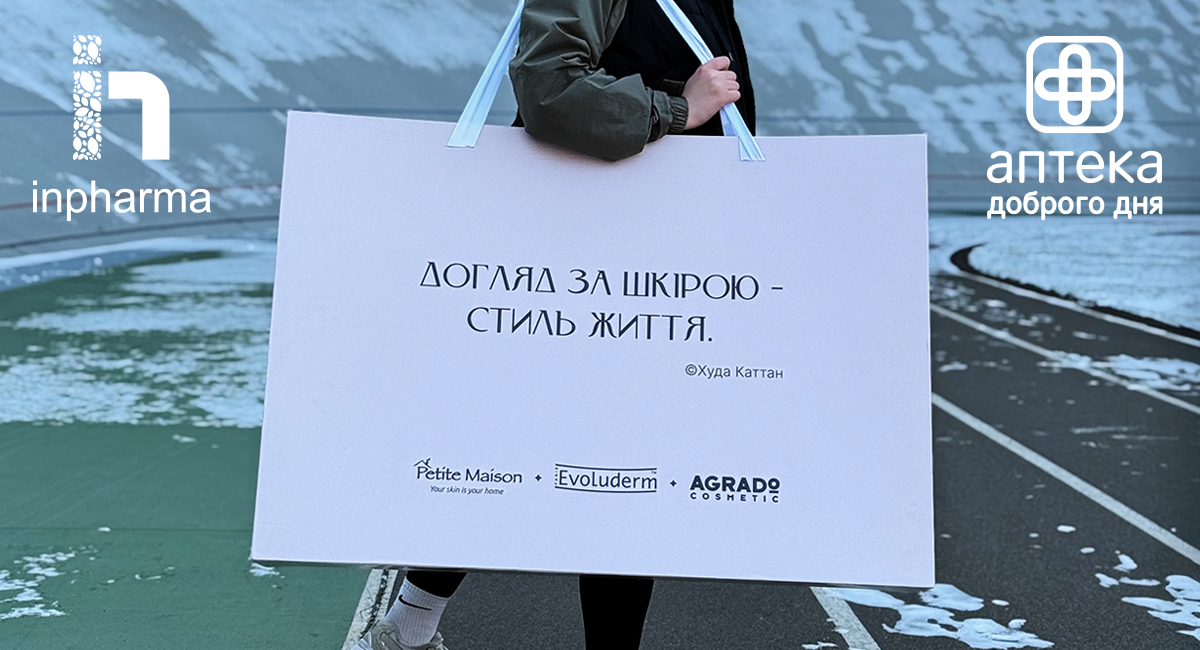 inpharma
аптека
доброго дня
ДОГЛЯД ЗА ШКІРОЮ –
СТИЛЬ ЖИТТЯ.
©Худа Каттан
Petite Maison + Evoluderm + AGRADO
Your skin is your home
COSMETIC